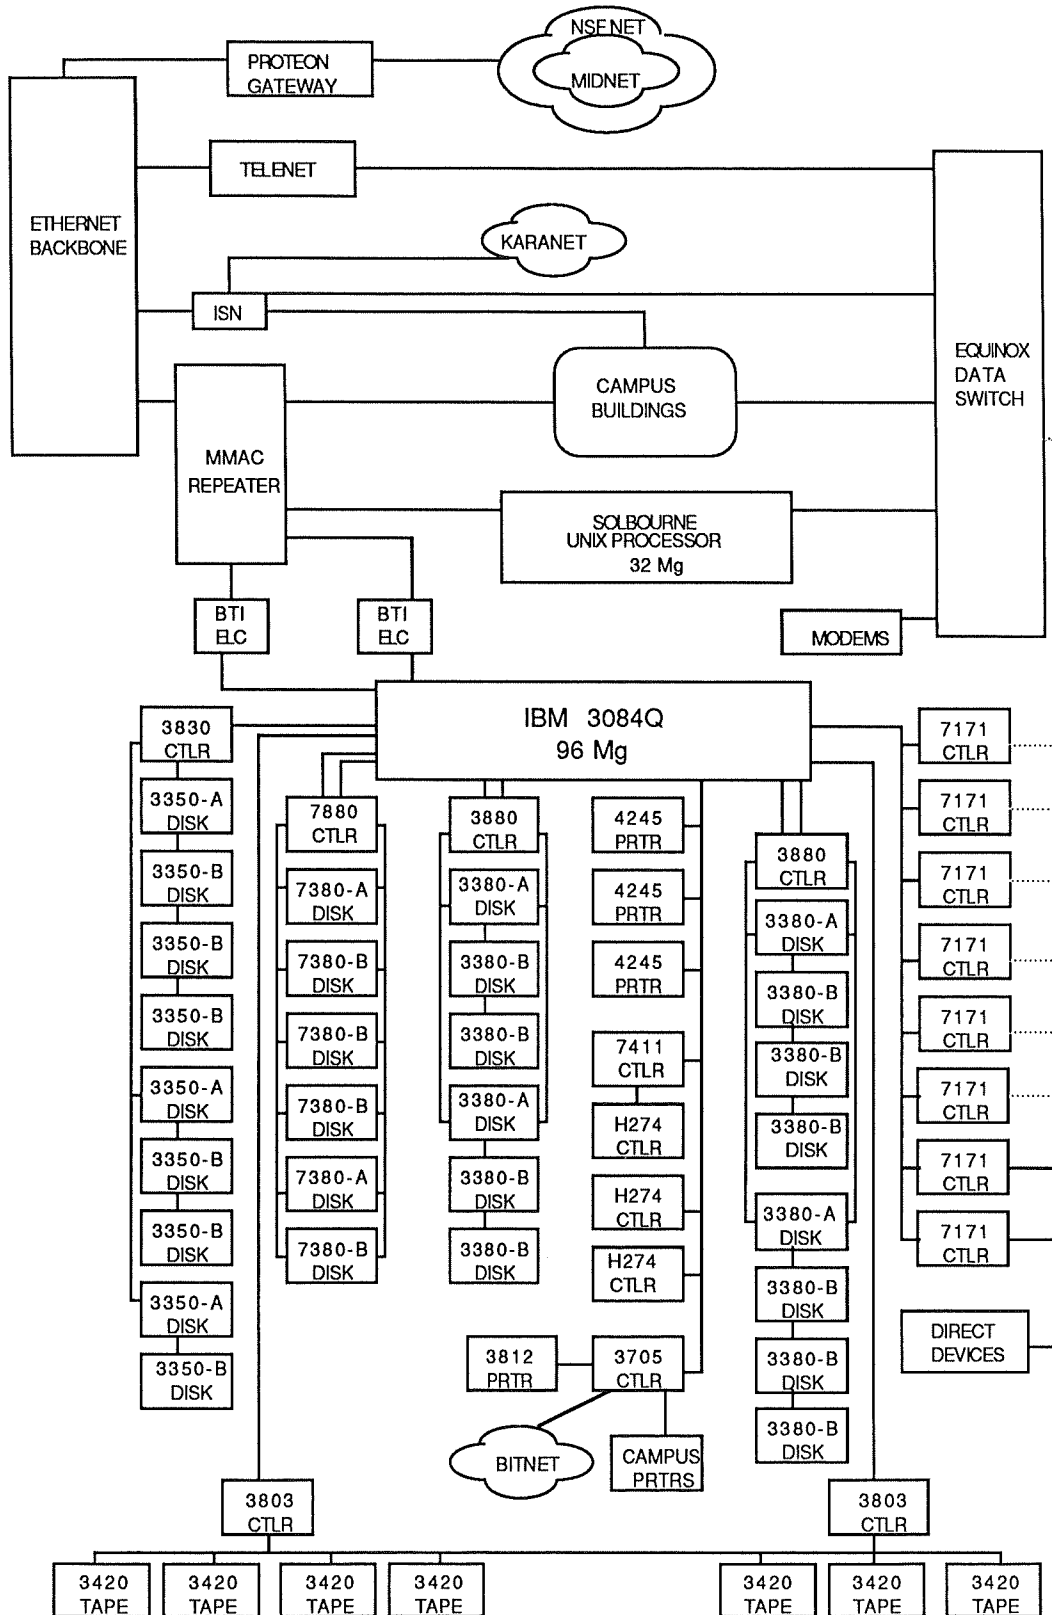 NSFNET
PROTEON
GATEWAY
MIDNET
TELENET
ETHERNET
BACKBONE
KARANET
ISN
EQUINOX
DATA
SWITCH
CAMPUS
BUILDINGS
MMAC
REPEATER
SOLBOURNE
UNIX PROCESSOR
32 Mg
BTI
ELC
BTI
ELC
MODEMS
IBM 3084Q
96 Mg
3830
CTLR
3350-A
DISK
3350-B
DISK
3350-B
DISK
3350-B
DISK
3350-A
DISK
3350-B
DISK
3350-B
DISK
3350-A
DISK
3350-B
DISK
7880
CTLR
7380-A
DISK
7380-B
DISK
7380-B
DISK
7380-B
DISK
7380-A
DISK
7380-B
DISK
3880
CTLR
3380-A
DISK
3380-B
DISK
3380-B
DISK
3380-A
DISK
3380-B
DISK
3380-B
DISK
4245
PRTR
4245
PRTR
4245
PRTR
7411
CTLR
H274
CTLR
H274
CTLR
H274
CTLR
3812
PRTR
3705
CTLR
BITNET
CAMPUS
PRTRS
3880
CTLR
3380-A
DISK
3380-B
DISK
3380-B
DISK
3380-B
DISK
3380-A
DISK
3380-B
DISK
3380-B
DISK
3380-B
DISK
7171
CTLR
7171
CTLR
7171
CTLR
7171
CTLR
7171
CTLR
7171
CTLR
7171
CTLR
7171
CTLR
DIRECT
DEVICES
3803
CTLR
3803
CTLR
3420
TAPE
3420
TAPE
3420
TAPE
3420
TAPE
3420
TAPE
3420
TAPE
3420
TAPE